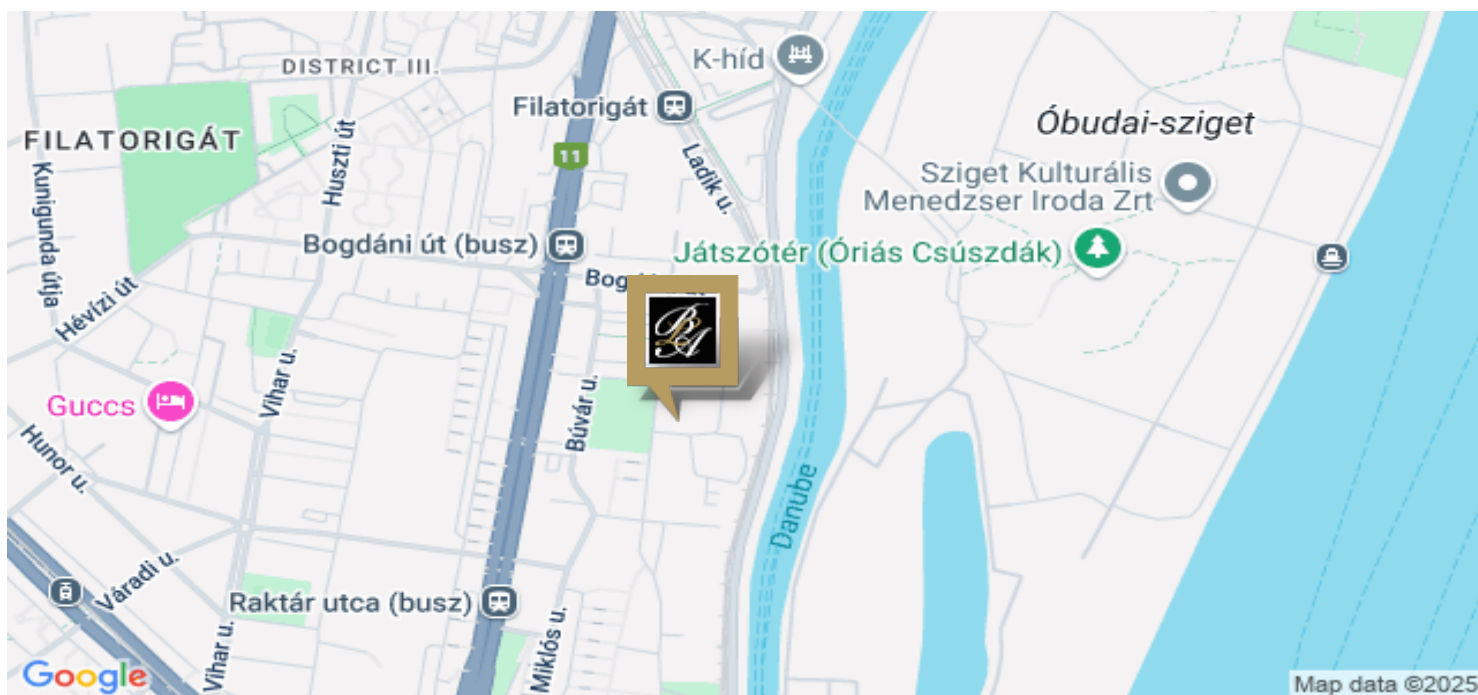 K-híd
DISTRICT III.
Filatorigát
11
Óbudai-sziget
FILATORIGÁT
Huszti út
Ladik u.
Sziget Kulturális
Menedzser Iroda Zrt
Kunigunda útja
Bogdáni út (busz)
Játszótér (Óriás Csúszdák)
Hévízi út
BA
Vihar u.
Guccs
Búvár u.
Hunor u.
Danube
Váradi u.
Raktár utca (busz)
Vihar u.
Miklós u.
Google
Map data ©2025